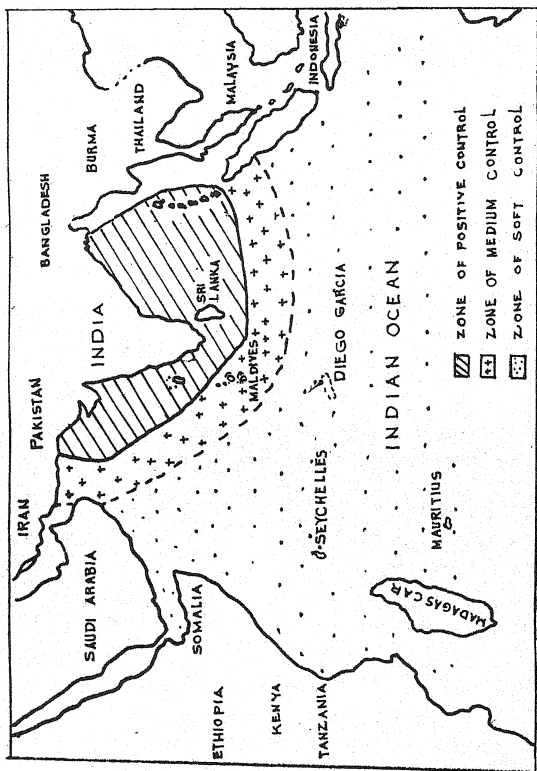 IRAN
PAKISTAN
BANGLADESH
BURMA
THAILAND
MALAYSIA
INDONESIA
INDIA
SRI
LANKA
SAUDI ARABIA
MALDIVES
SOMALIA
ETHIOPIA
KENYA
TANZANIA
SEYCHELLES
DIEGO GARCIA
INDIAN OCEAN
MAURITIUS
MADAGASCAR
ZONE OF POSITIVE CONTROL
ZONE OF MEDIUM CONTROL
ZONE OF SOFT CONTROL